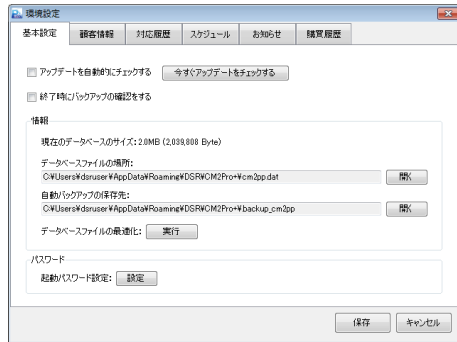 環境設定
基本設定 顧客情報 対応履歴 スケジュール お知らせ 購買履歴
アップデートを自動的にチェックする 今すぐアップデートをチェックする
終了時にバックアップの確認をする
情報
現在のデータベースのサイズ: 2.0MB (2,039,808 Byte)
データベースファイルの場所:
C:¥Users¥dsruser¥AppData¥Roaming¥DSR¥CM2Pro+¥cm2pp.dat 開く
自動バックアップの保存先:
C:¥Users¥dsruser¥AppData¥Roaming¥DSR¥CM2Pro+¥backup_cm2pp 開く
データベースファイルの最適化: 実行
パスワード
起動パスワード設定: 設定
保存 キャンセル